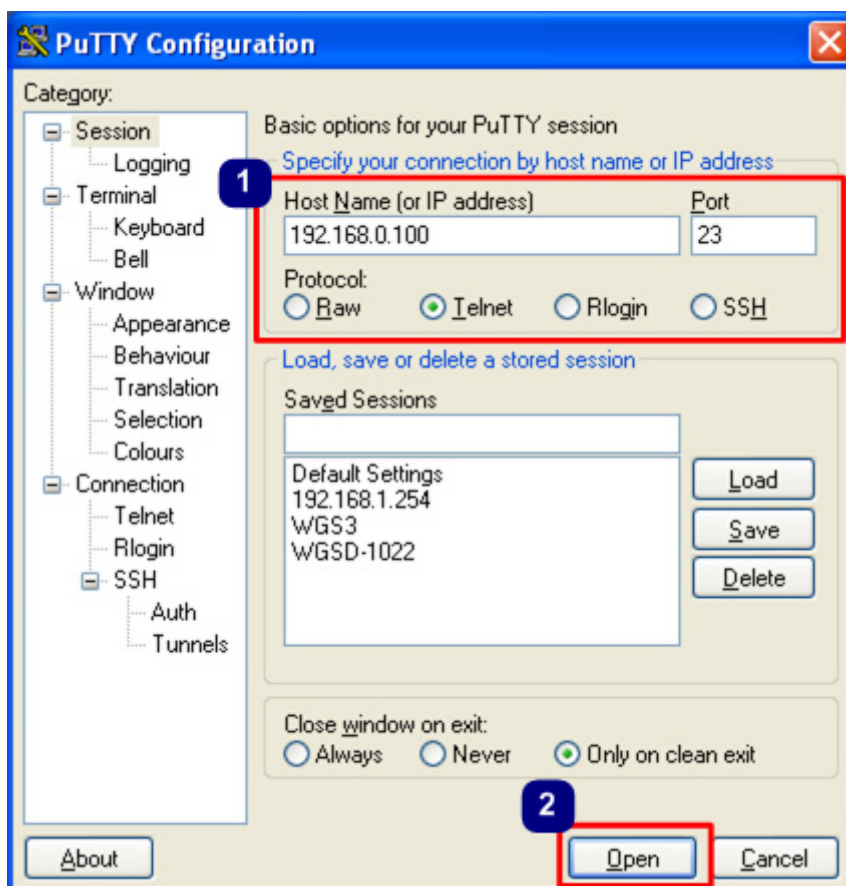 PuTTY Configuration
Category:
Session
Logging
Terminal
Keyboard
Bell
Window
Appearance
Behaviour
Translation
Selection
Colours
Connection
Telnet
Rlogin
SSH
Auth
Tunnels
Basic options for your PuTTY session
Specify your connection by host name or IP address
1
Host Name (or IP address) Port
192.168.0.100 23
Protocol:
Raw Telnet Rlogin SSH
Load, save or delete a stored session
Saved Sessions
Default Settings
192.168.1.254
WGS3
WGSD-1022
Load
Save
Delete
Close window on exit:
Always Never Only on clean exit
2
About Open Cancel